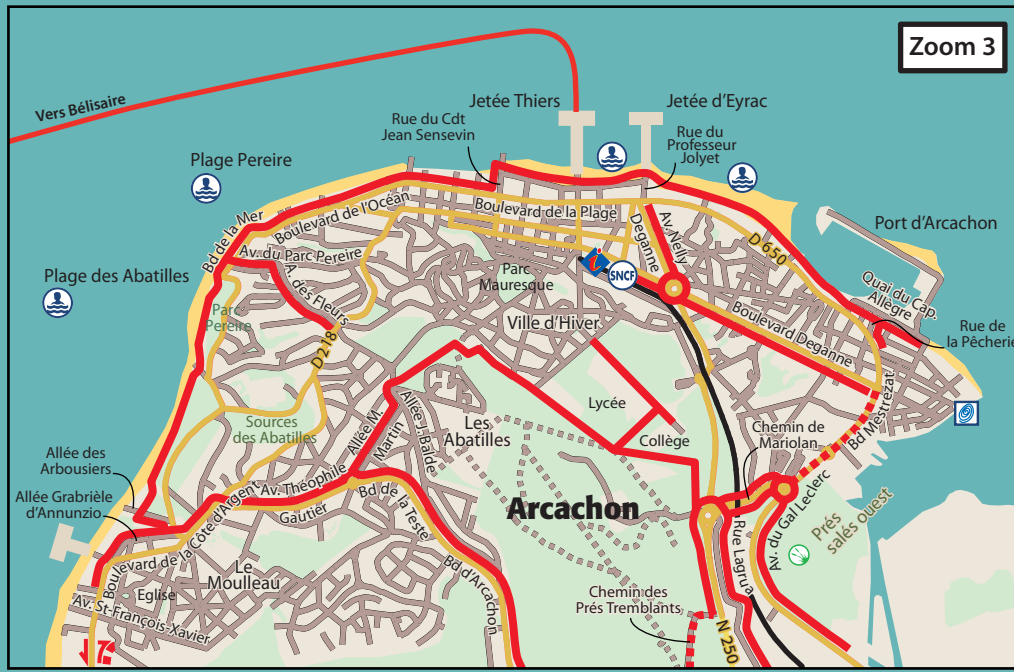 Zoom 3
Vers Bélisaire
Jetée Thiers
Jetée d'Eyrac
Rue du Cdt
Jean Sensevin
Rue du
Professeur
Jolyet
Plage Pereire
Bd de la Mer
Boulevard de l'Océan
Boulevard de la Plage
Port d'Arcachon
D 650
Av. du Parc Pereire
Deganne
Av. Nelly
Plage des Abatilles
A. des Fleurs
Parc
Mauresque
SNCF
Quai du Cap.
Allègre
Parc
Pereire
Ville d'Hiver
Boulevard Deganne
Rue de
la Pêcherie
D218
Lycée
Bd Mestrézat
Sources
des Abatilles
Allée M.
Martin
Allée J. Balde
Les
Abatilles
Collège
Chemin de
Mariolan
Allée des
Arbousiers
Av. Théophile
Gautier
Allée Grabrièle
d'Annunzio
Boulevard de la Côte d'Argent
Bd de la Teste
Arcachon
Av. du Gal Leclerc
Prés
salés ouest
Rue Lagrua
Le
Moulleau
Eglise
Bd d'Arcachon
Av. St-François-Xavier
Chemin des
Prés Tremblants
N 250